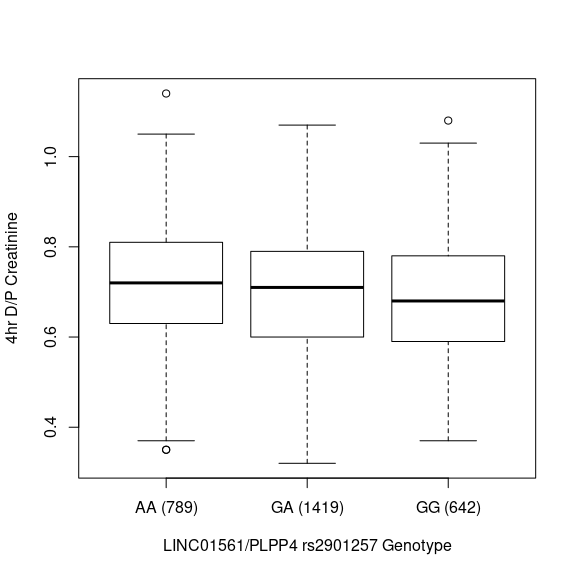 4hr D/P Creatinine
1.0
0.8
0.6
0.4
AA (789) GA (1419) GG (642)
LINC01561/PLPP4 rs2901257 Genotype